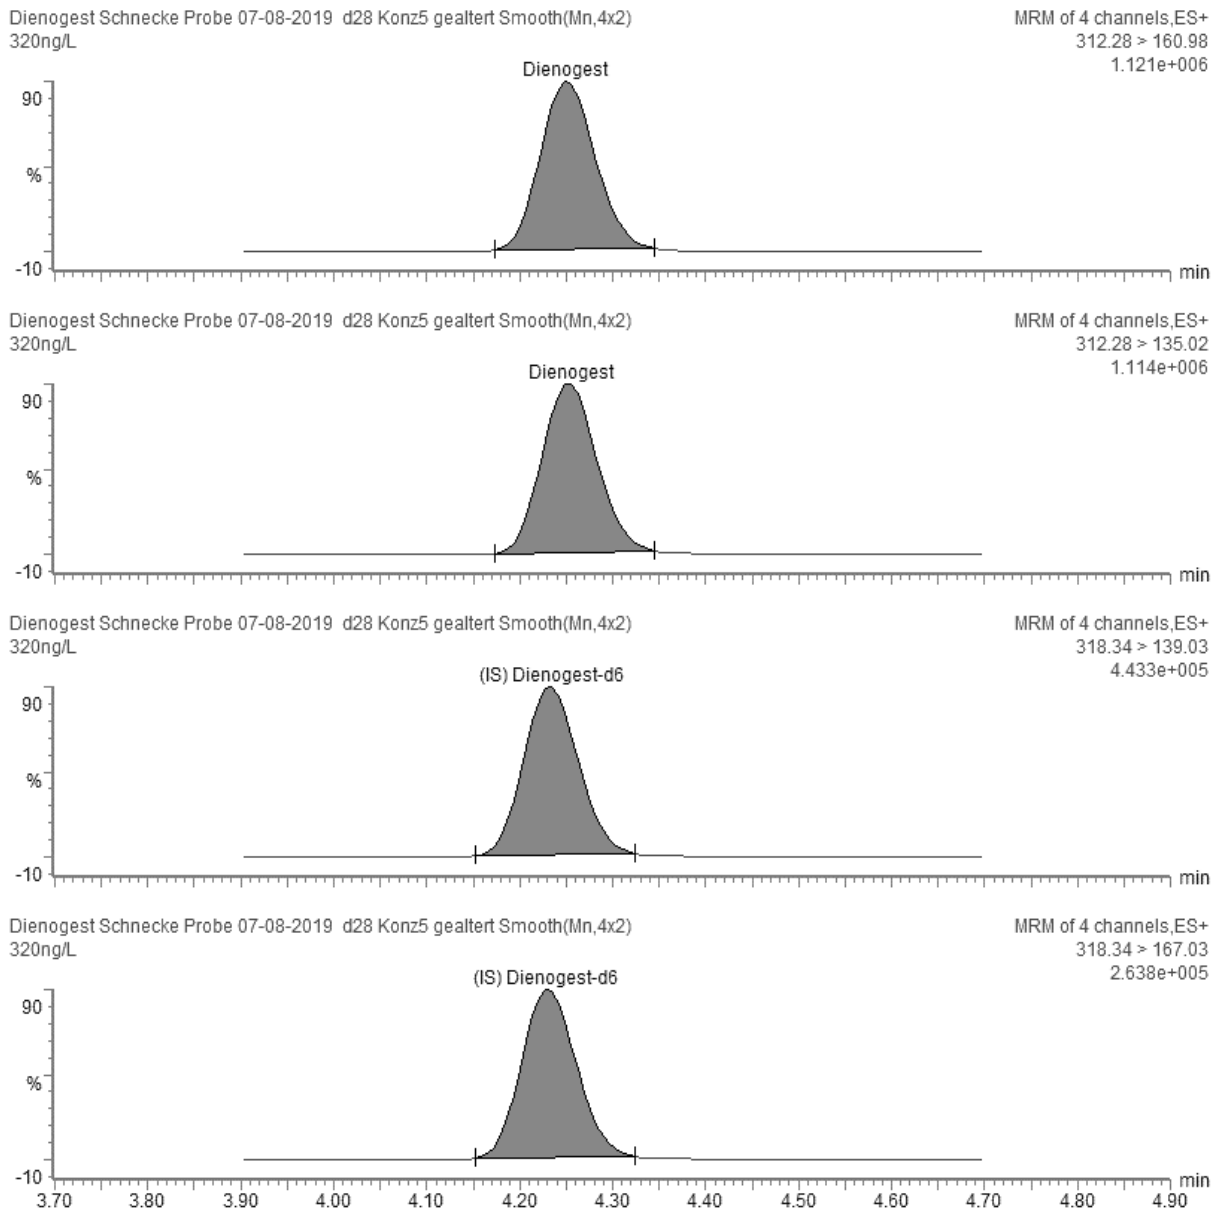 Dienogest Schnecke Probe 07-08-2019  d28 Konz5 gealtert Smooth(Mn,4x2)
MRM of 4 channels,ES+
320ng/L
312.28 > 160.98
1.121e+006
Dienogest
90
%
-10
min
Dienogest Schnecke Probe 07-08-2019  d28 Konz5 gealtert Smooth(Mn,4x2)
MRM of 4 channels,ES+
320ng/L
312.28 > 135.02
1.114e+006
Dienogest
90
%
-10
min
Dienogest Schnecke Probe 07-08-2019  d28 Konz5 gealtert Smooth(Mn,4x2)
MRM of 4 channels,ES+
320ng/L
318.34 > 139.03
4.433e+005
(IS) Dienogest-d6
90
%
-10
min
Dienogest Schnecke Probe 07-08-2019  d28 Konz5 gealtert Smooth(Mn,4x2)
MRM of 4 channels,ES+
320ng/L
318.34 > 167.03
2.638e+005
(IS) Dienogest-d6
90
%
-10
min
3.70 3.80 3.90 4.00 4.10 4.20 4.30 4.40 4.50 4.60 4.70 4.80 4.90